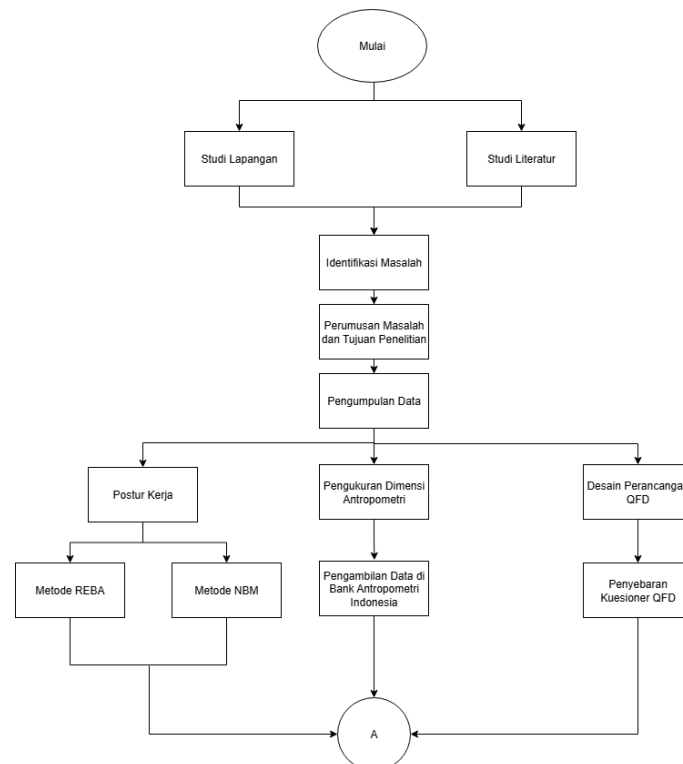 Mulai
Studi Lapangan
Studi Literatur
Identifikasi Masalah
Perumusan Masalah
dan Tujuan Penelitian
Pengumpulan Data
Postur Kerja
Pengukuran Dimensi
Antropometri
Desain Perancanga
QFD
Metode REBA
Metode NBM
Pengambilan Data di
Bank Antropometri
Indonesia
Penyebaran
Kuesioner QFD
A